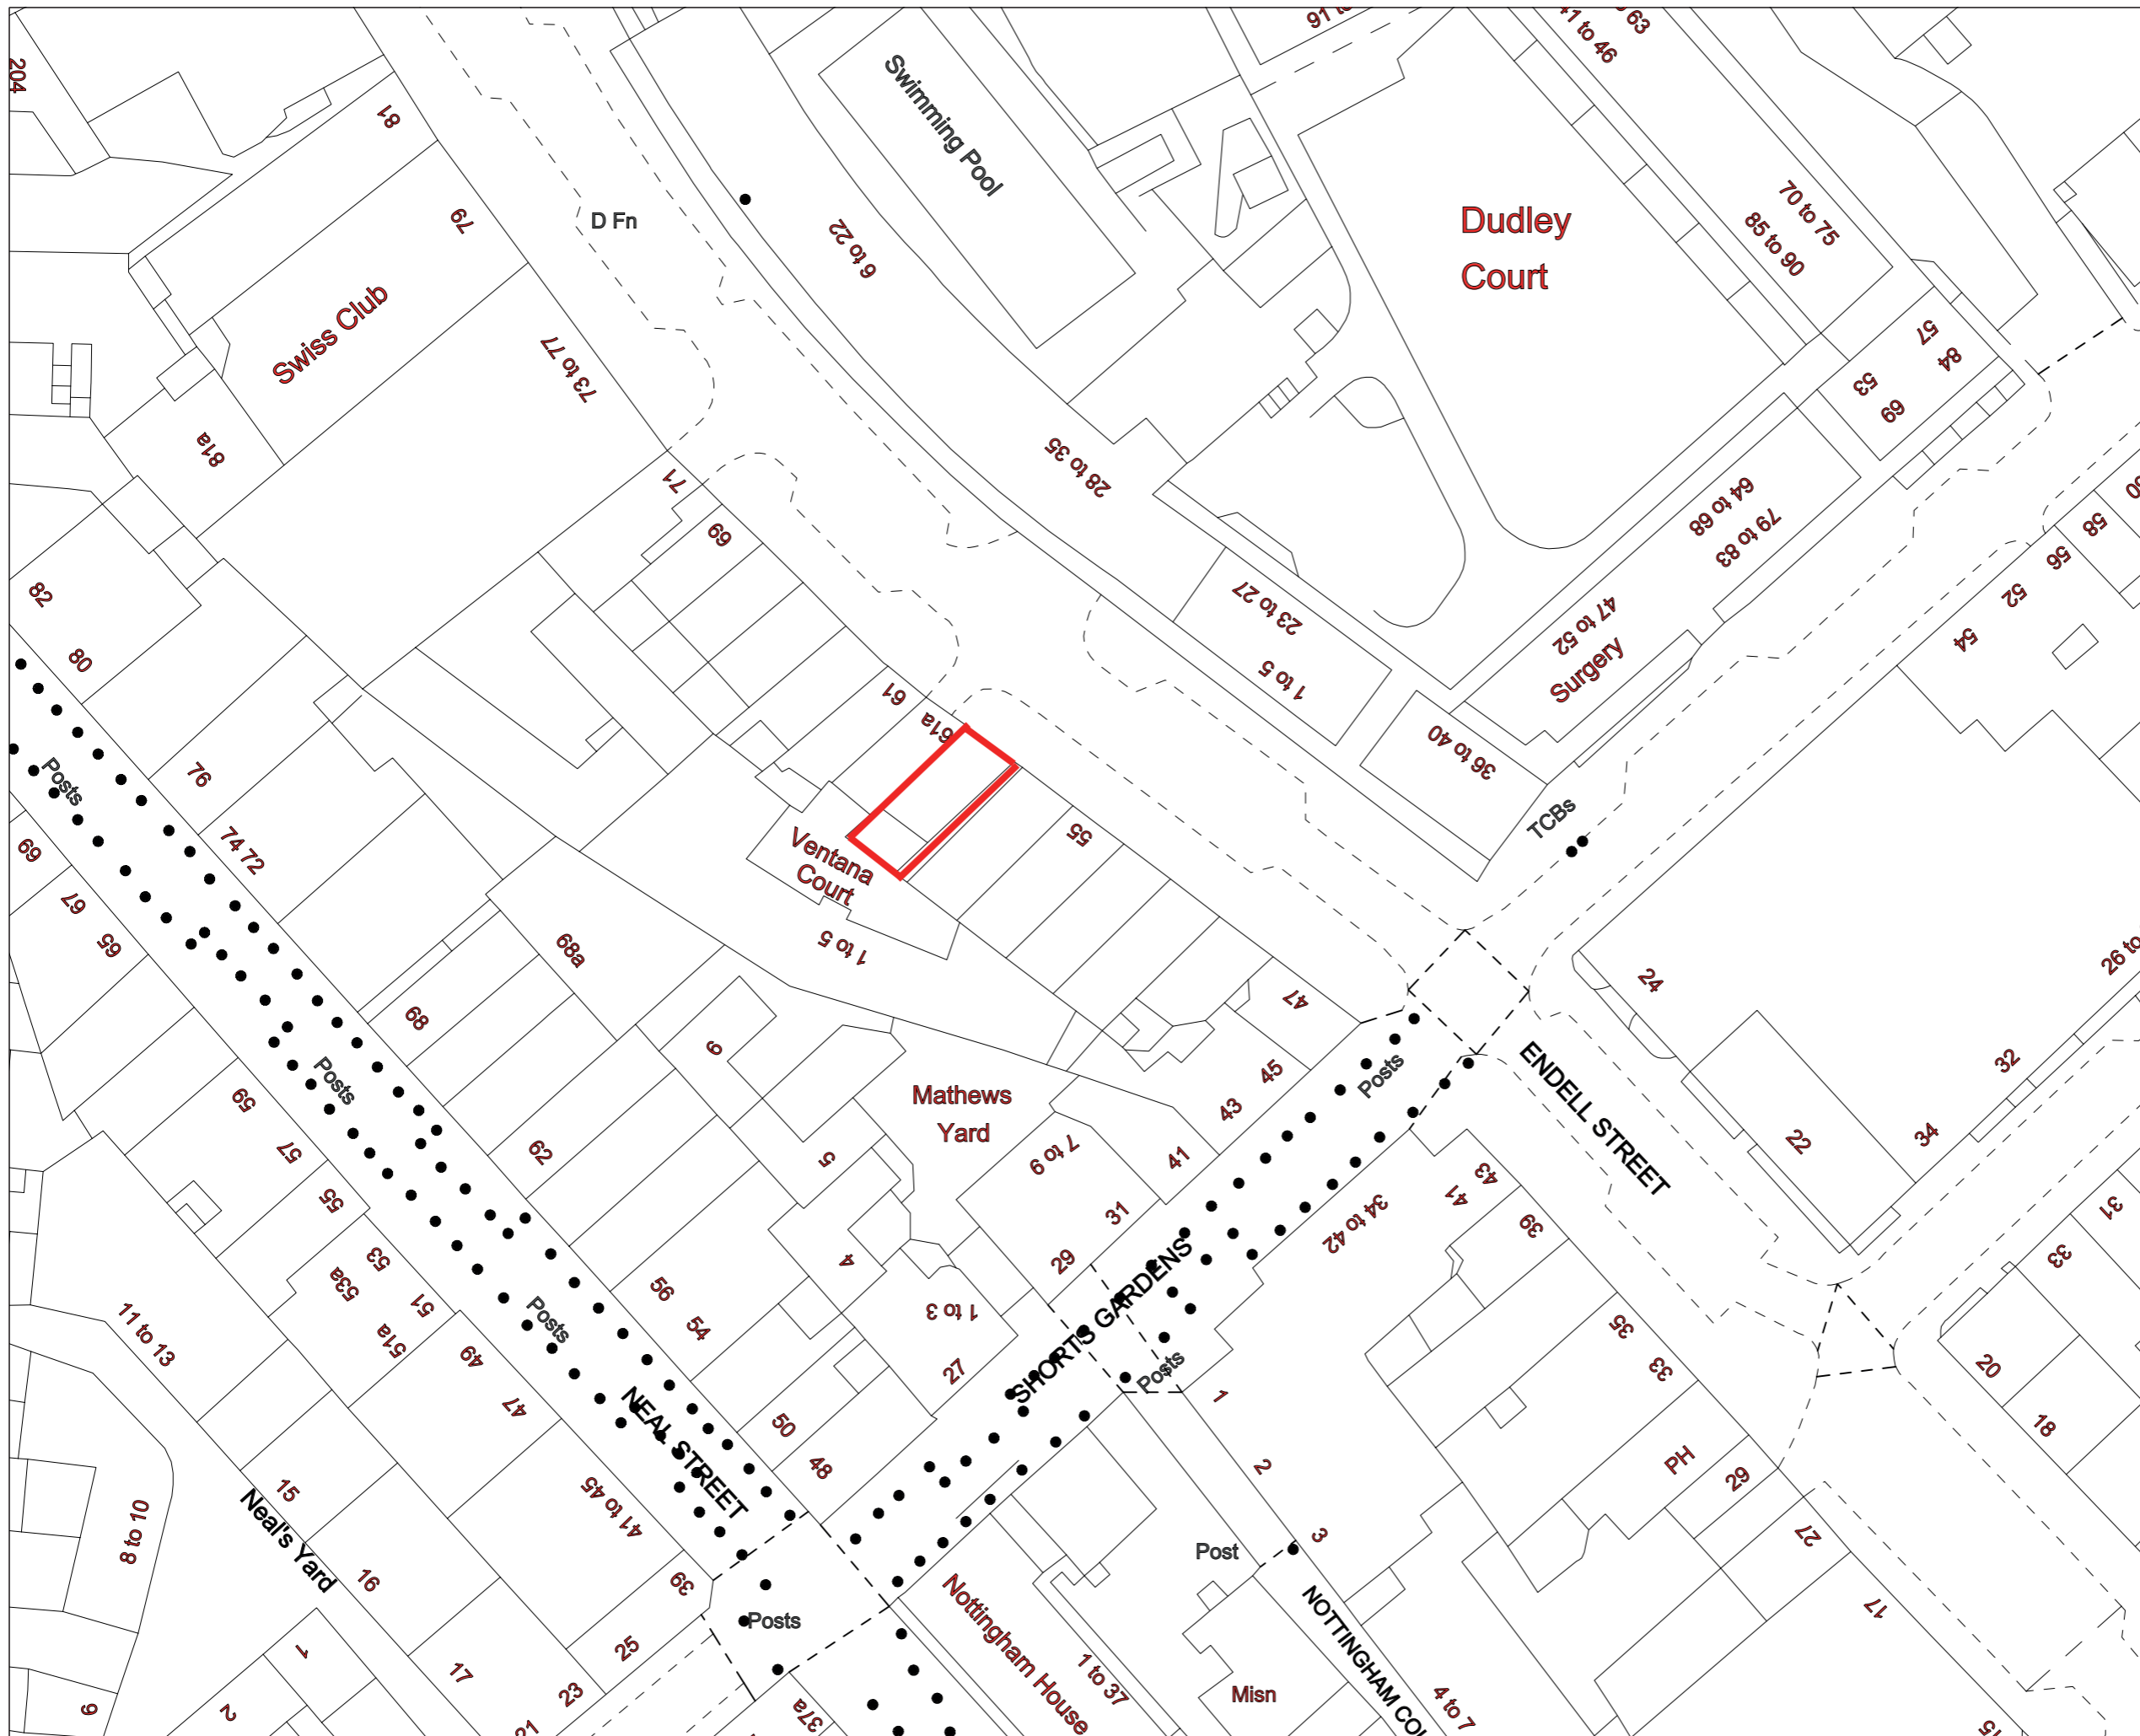 204
81
79
Swiss Club
73 to 77
81a
D Fn
6 to 22
Swimming Pool
Dudley
Court
41 to 46
70 to 75
85 to 90
57
84
53
69
64 to 68
79 to 83
47 to 52
Surgery
28 to 35
23 to 27
1 to 5
36 to 40
TCBs
58
56
52
54
71
69
61
61a
55
Ventana
Court
1 to 5
82
80
76
74 72
Posts
69
67
65
68a
68
Posts
59
57
55
53
53a
51
51a
49
47
11 to 13
62
6
5
4
Mathews
Yard
7 to 9
1 to 3
47
45
43
41
31
29
27
Posts
SHORTS GARDENS
Posts
34 to 42
43
41
39
35
33
ENDELL STREET
24
22
32
34
31
33
20
18
56
54
50
48
Posts
NEAL STREET
41 to 45
39
25
23
Posts
37a
15
16
17
Neal's Yard
8 to 10
9
1
2
Nottingham House
1 to 37
Post
Misn
NOTTINGHAM
1
2
3
4 to 7
PH
29
27
17